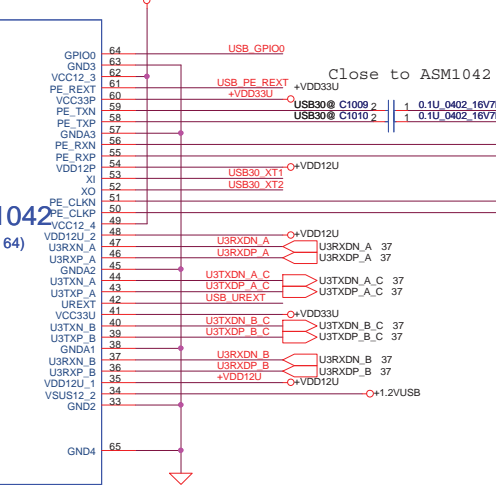 GPIO0 64 USB_GPIO0
GND3 63
VCC12_3 62 Close to ASM1042
PE_REXT 61 USB_PE_REXT +VDD33U
VCC33P 60 +VDD33U
PE_TXN 59 USB30@ C1009 2 1 0.1U_0402_16V7
PE_TXP 58 USB30@ C1010 2 1 0.1U_0402_16V7
GNDA3 57
PE_RXN 56
PE_RXP 55
VDD12P 54 +VDD12U
XI 53 USB30_XT1
XO 52 USB30_XT2
PE_CLKN 51
1042 PE_CLKP 50
VCC12_4 49
VDD12U_2 48 +VDD12U
64) U3RXN_A 47 U3RXDN_A U3RXDN_A 37
U3RXP_A 46 U3RXDP_A U3RXDP_A 37
GNDA2 45
U3TXN_A 44 U3TXDN_A_C U3TXDN_A_C 37
U3TXP_A 43 U3TXDP_A_C U3TXDP_A_C 37
UREXT 42 USB_UREXT
VCC33U 41 +VDD33U
U3TXN_B 40 U3TXDN_B_C U3TXDN_B_C 37
U3TXP_B 39 U3TXDP_B_C U3TXDP_B_C 37
GNDA1 38
U3RXN_B 37 U3RXDN_B U3RXDN_B 37
U3RXP_B 36 U3RXDP_B U3RXDP_B 37
VDD12U_1 35 +VDD12U +VDD12U
VSUS12_2 34 +1.2VUSB
GND2 33
GND4 65